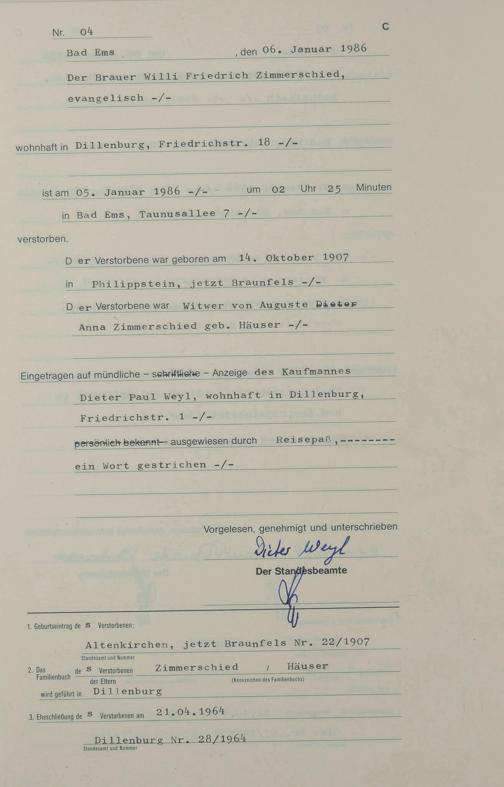 Nr. 04
C
Bad Ems , den 06. Januar 1986
Der Brauer Willi Friedrich Zimmerschied,
evangelisch -/-
wohnhaft in Dillenburg, Friedrichstr. 18 -/-
ist am 05. Januar 1986 -/- um 02 Uhr 25 Minuten
in Bad Ems, Taunusallee 7 -/-
verstorben.
D er Verstorbene war geboren am 14. Oktober 1907
in Philippstein, jetzt Braunfels -/-
D er Verstorbene war Witwer von Auguste Dieter
Anna Zimmerschied geb. Häuser -/-
Eingetragen auf mündliche – schriftliche – Anzeige des Kaufmannes
Dieter Paul Weyl, wohnhaft in Dillenburg,
Friedrichstr. 1 -/-
persönlich bekannt – ausgewiesen durch Reisepaß,--------
ein Wort gestrichen -/-
Vorgelesen, genehmigt und unterschrieben
Dieter Weyl
Der Standesbeamte
1. Geburtseintrag de s Verstorbenen:
Altenkirchen, jetzt Braunfels Nr. 22/1907
Standesamt und Nummer
2. Das Familienbuch de s Verstorbenen der Eltern Zimmerschied / Häuser
(Kennzeichen des Familienbuchs)
wird geführt in Dillenburg
3. Eheschließung de s Verstorbenen am 21.04.1964
Dillenburg Nr. 28/1964
Standesamt und Nummer